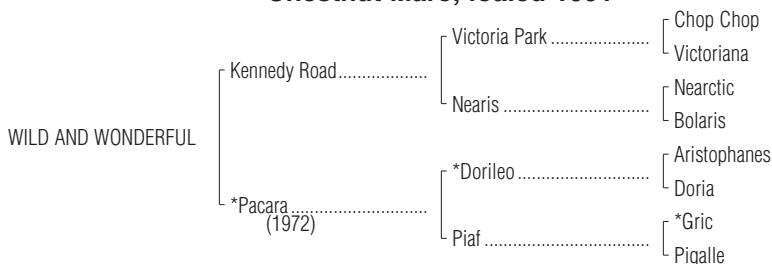 Chestnut Mare; foaled 1981
Chop Chop
Victoria Park
Victoriana
Kennedy Road
Nearctic
Nearis
Bolaris
WILD AND WONDERFUL
Aristophanes
*Dorileo
Doria
*Pacara
(1972)
*Gric
Piaf
Pigalle